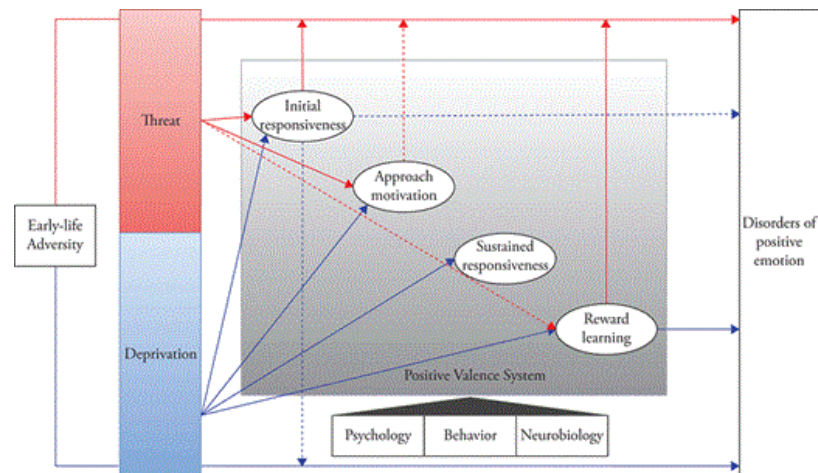 Threat
Initial
responsiveness
Approach
motivation
Early-life
Adversity
Sustained
responsiveness
Disorders of
positive
emotion
Reward
learning
Deprivation
Positive Valence System
Psychology
Behavior
Neurobiology